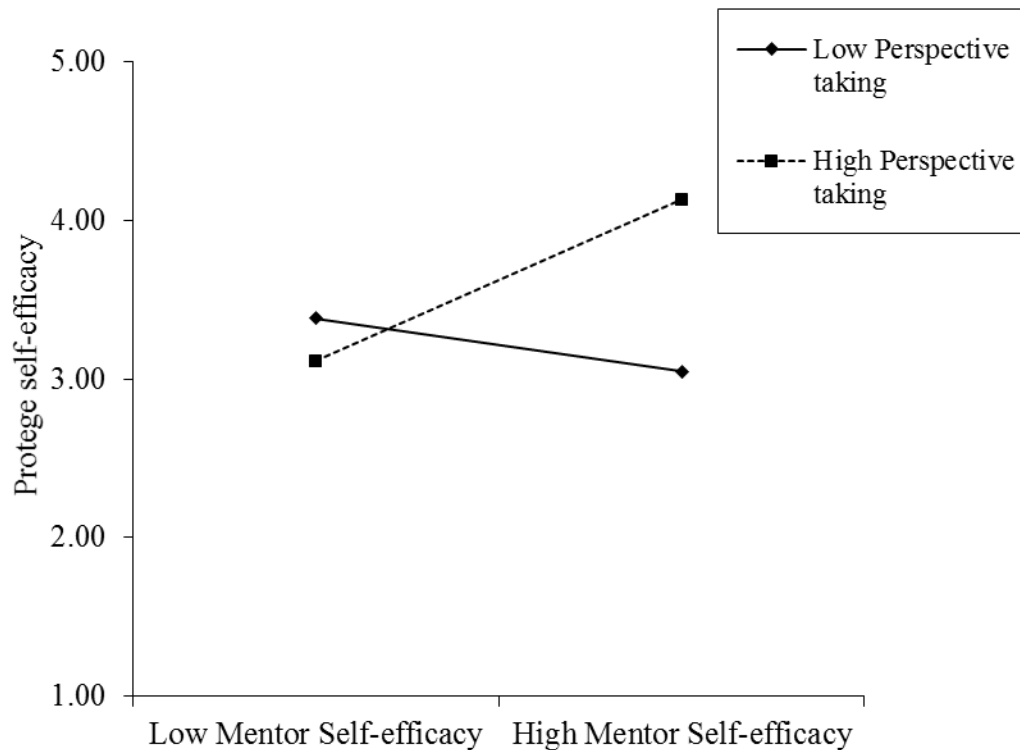 Low Perspective
taking
High Perspective
taking
5.00
4.00
3.00
2.00
1.00
Protege self-efficacy
Low Mentor Self-efficacy
High Mentor Self-efficacy